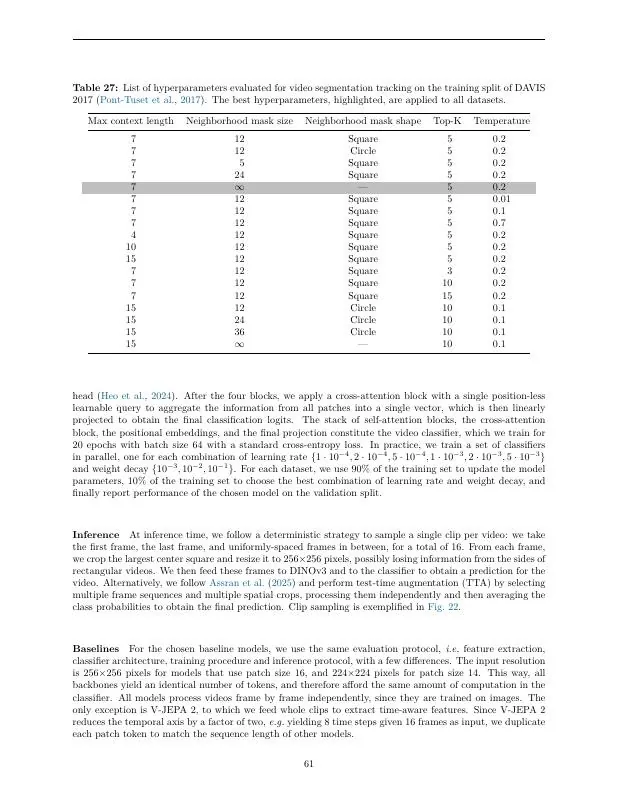 Table 27: List of hyperparameters evaluated for video segmentation tracking on the training split of DAVIS
2017 (Pont-Tuset et al., 2017). The best hyperparameters, highlighted, are applied to all datasets.
Max context length Neighborhood mask size Neighborhood mask shape Top-K Temperature
7 12 Square 5 0.2
7 12 Circle 5 0.2
7 5 Square 5 0.2
7 24 Square 5 0.2
7 ∞ — 5 0.2
7 12 Square 5 0.01
7 12 Square 5 0.1
7 12 Square 5 0.7
4 12 Square 5 0.2
10 12 Square 5 0.2
15 12 Square 5 0.2
7 12 Square 3 0.2
7 12 Square 10 0.2
7 12 Square 15 0.2
15 12 Circle 10 0.1
15 24 Circle 10 0.1
15 36 Circle 10 0.1
15 ∞ — 10 0.1
head (Heo et al., 2024). After the four blocks, we apply a cross-attention block with a single position-less
learnable query to aggregate the information from all patches into a single vector, which is then linearly
projected to obtain the final classification logits. The stack of self-attention blocks, the cross-attention
block, the positional embeddings, and the final projection constitute the video classifier, which we train for
20 epochs with batch size 64 with a standard cross-entropy loss. In practice, we train a set of classifiers
in parallel, one for each combination of learning rate {1 · 10⁻⁴, 2 · 10⁻⁴, 5 · 10⁻⁴, 1 · 10⁻³, 2 · 10⁻³, 5 · 10⁻³}
and weight decay {10⁻³, 10⁻², 10⁻¹}. For each dataset, we use 90% of the training set to update the model
parameters, 10% of the training set to choose the best combination of learning rate and weight decay, and
finally report performance of the chosen model on the validation split.
Inference At inference time, we follow a deterministic strategy to sample a single clip per video: we take
the first frame, the last frame, and uniformly-spaced frames in between, for a total of 16. From each frame,
we crop the largest center square and resize it to 256×256 pixels, possibly losing information from the sides of
rectangular videos. We then feed these frames to DINOv3 and to the classifier to obtain a prediction for the
video. Alternatively, we follow Assran et al. (2025) and perform test-time augmentation (TTA) by selecting
multiple frame sequences and multiple spatial crops, processing them independently and then averaging the
class probabilities to obtain the final prediction. Clip sampling is exemplified in Fig. 22.
Baselines For the chosen baseline models, we use the same evaluation protocol, i.e. feature extraction,
classifier architecture, training procedure and inference protocol, with a few differences. The input resolution
is 256×256 pixels for models that use patch size 16, and 224×224 pixels for patch size 14. This way, all
backbones yield an identical number of tokens, and therefore afford the same amount of computation in the
classifier. All models process videos frame by frame independently, since they are trained on images. The
only exception is V-JEPA 2, to which we feed whole clips to extract time-aware features. Since V-JEPA 2
reduces the temporal axis by a factor of two, e.g. yielding 8 time steps given 16 frames as input, we duplicate
each patch token to match the sequence length of other models.
61